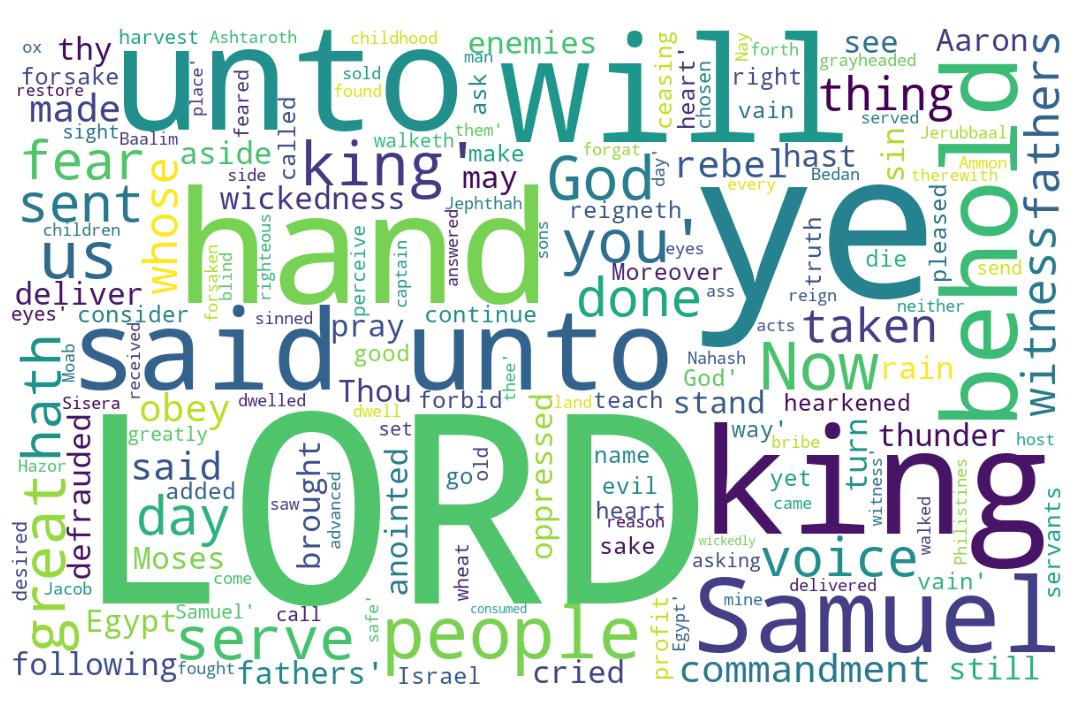 ox
thy
harvest
Ashtaroth
childhood
enemies
man
see
Nay
forth
Aaron
grayheaded
forsake
restore
made
unto
place'
feared
sold
found
ask
will
ceasing
heart'
chosen
right
vain
thing
served
behold
fathers
sight
Baalim
called
walketh
them'
make
Jerubbaal
fear
aside
side
king'
forgat
God
day'
rebel
hast
Bedan
sin
Ammon
therewith
sent
whose
wickedness
may
Jephthah
every
children
us
hand
answered
sons
reigneth
you'
eyes
ye
truth
die
pleased
send
witness
deliver
forsaken
blind
righteous
perceive
captain
Moreover
ass
reign
neither
eyes'
consider
sinned
pray
continue
done
acts
taken
hath
Moab
said
received
unto
good
thee'
Nahash
God'
Now
rain
Sisera
obey
dwelled
Thou
dwell
forbid
land
teach
stand
hearkened
great
defrauded
greatly
LORD
set
oppressed
way'
bribe
turn
thunder
host
Hazor
said
added
day
brought
saw
advanced
anointed
go
old
name
evil
heart
reason
sake
king
yet
came
witness'
walked
Philistines
servants
desired
Moses
wheat
wickedly
asking
voice
Jacob
come
delivered
vain'
Egypt
Samuel'
call
safe'
consumed
mine
Samuel
serve
people
profit
Egypt'
following
fought
fathers'
Israel
cried
commandment
still